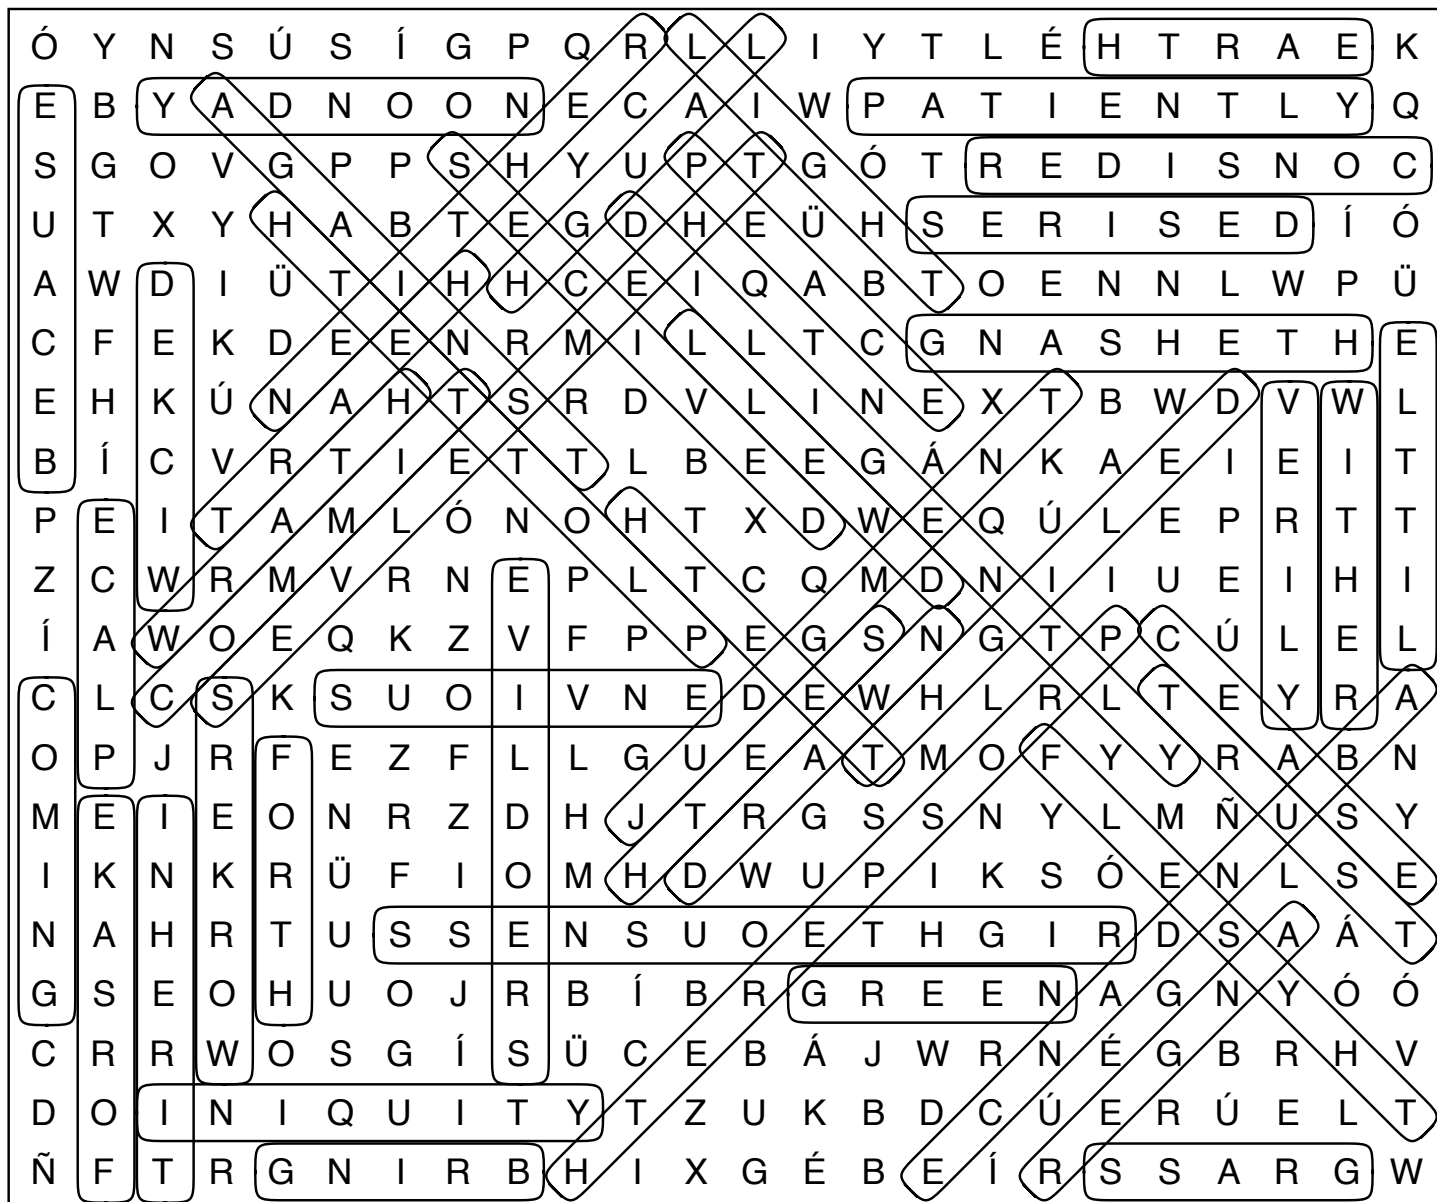 Ó Y N S Ú S Í G P Q R L L I Y T L É H T R A E K
E B Y A D N O O N E C A I W P A T I E N T L Y Q
S G O V G P P S H Y U P T G Ó T R E D I S N O C
U T X Y H A B T E G D H E Ü H S E R I S E D Í Ó
A W D I Ü T I H H C E I Q A B T O E N N L W P Ü
C F E K D E E N R M I L L T C G N A S H E T H E
E H K Ú N A H T S R D V L I N E X T B W D V W L
B Í C V R T I E T T L B E E G Á N K A E I E I T
P E I T A M L Ó N O H T X D W E Q Ú L E P R T T
Z C W R M V R N E P L T C Q M D N I I U E I H I
Í A W O E Q K Z V F P P E G S N G T P C Ú L E L
C L C S K S U O I V N E D E W H L R L T E Y R A
O P J R F E Z F L L G U E A T M O F Y Y R A B N
M E I E O N R Z D H J T R G S S N Y L M Ñ U S Y
I K N K R Ü F I O M H D W U P I K S Ó E N L S E
N A H R T U S S E N S U O E T H G I R D S A Á T
G S E O H U O J R B Í B R G R E E N A G N Y Ó Ó
C R R W O S G Í S Ü C E B Á J W R N É G B R H V
D O I N I Q U I T Y T Z U K B D C Ú E R Ú E L T
Ñ F T R G N I R B H I X G É B E Í R S S A R G W